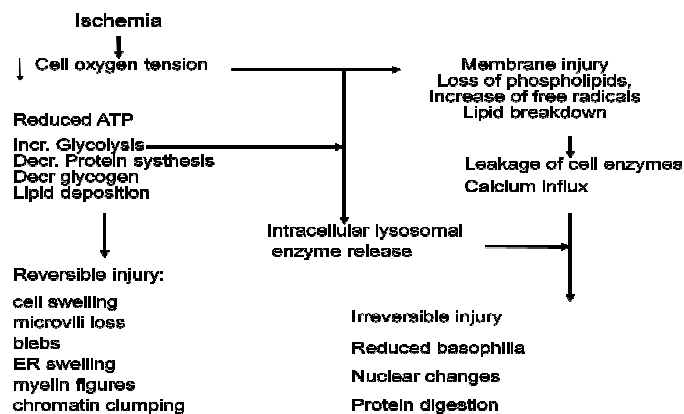 Ischemia
Cell oxygen tension
Reduced ATP
Incr. Glycolysis
Decr. Protein systhesis
Decr glycogen
Lipid deposition
Membrane injury
Loss of phospholipids,
Increase of free radicals
Lipid breakdown
Leakage of cell enzymes
Calcium influx
Intracellular lysosomal
enzyme release
Reversible injury:
cell swelling
microvili loss
blebs
ER swelling
myelin figures
chromatin clumping
Irreversible injury
Reduced basophilia
Nuclear changes
Protein digestion